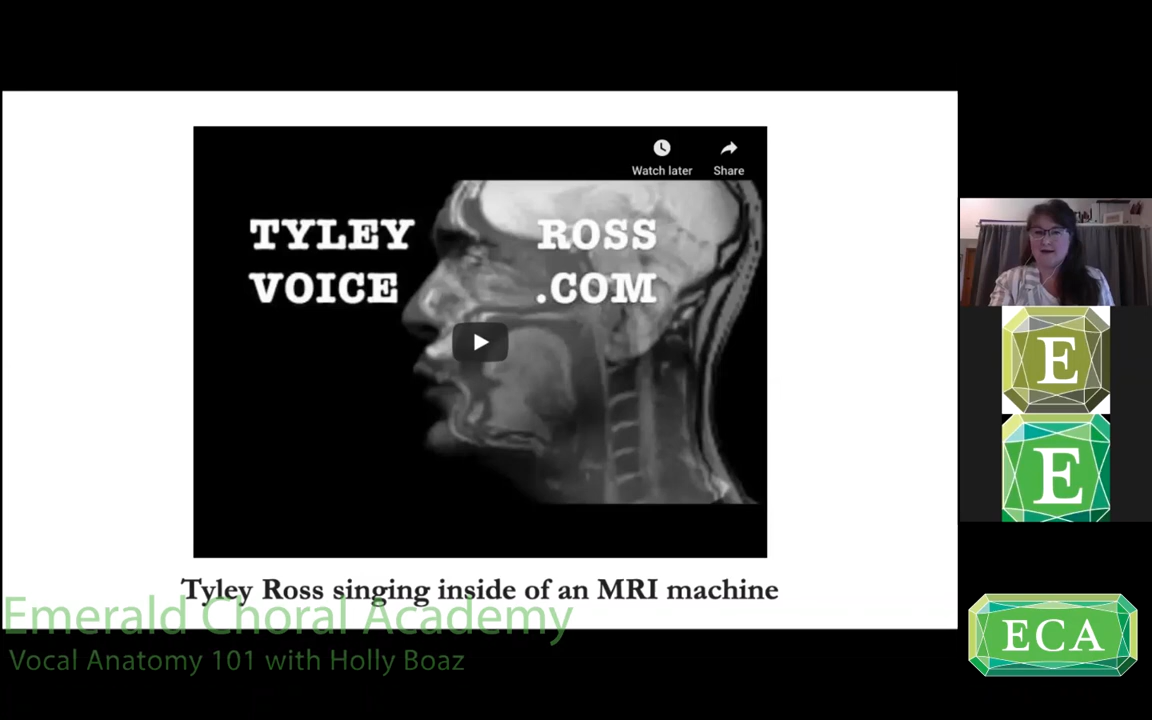 Watch later
Share
TYLEY ROSS
VOICE .COM
Tyley Ross singing inside of an MRI machine
Emerald Choral Academy
Vocal Anatomy 101 with Holly Boaz
E
E
ECA